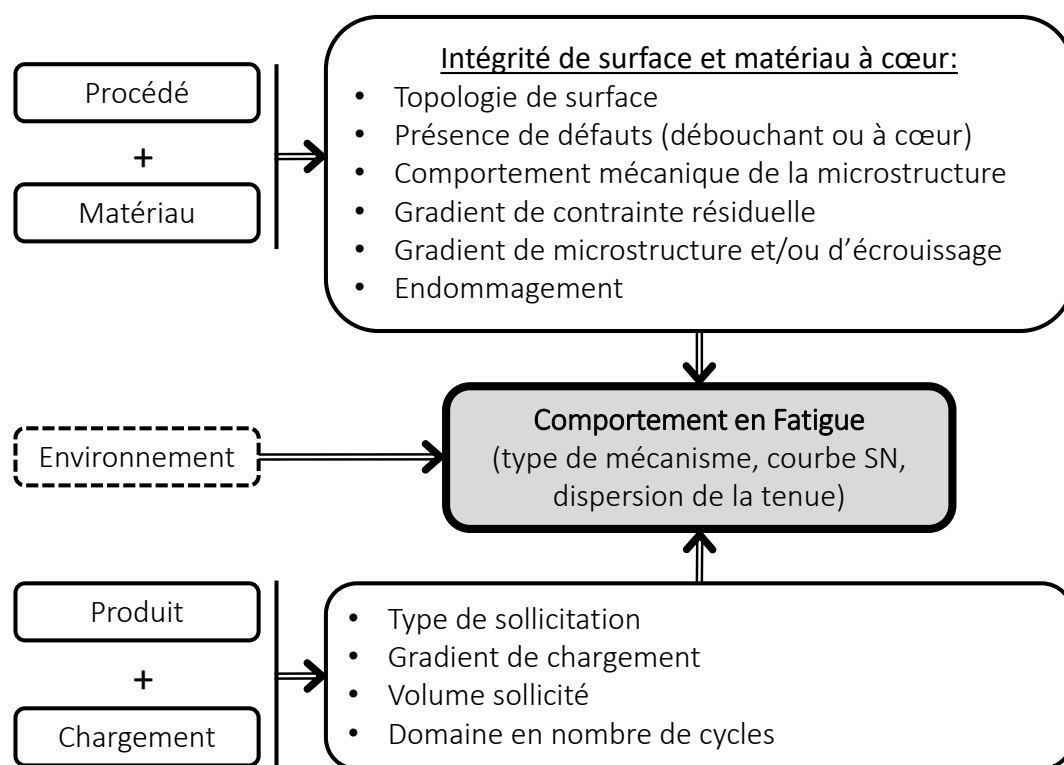 Procédé
+
Matériau
Intégrité de surface et matériau à cœur:
• Topologie de surface
• Présence de défauts (débouchant ou à cœur)
• Comportement mécanique de la microstructure
• Gradient de contrainte résiduelle
• Gradient de microstructure et/ou d’écrouissage
• Endommagement
Environnement
Comportement en Fatigue
(type de mécanisme, courbe SN,
dispersion de la tenue)
Produit
+
Chargement
• Type de sollicitation
• Gradient de chargement
• Volume sollicité
• Domaine en nombre de cycles